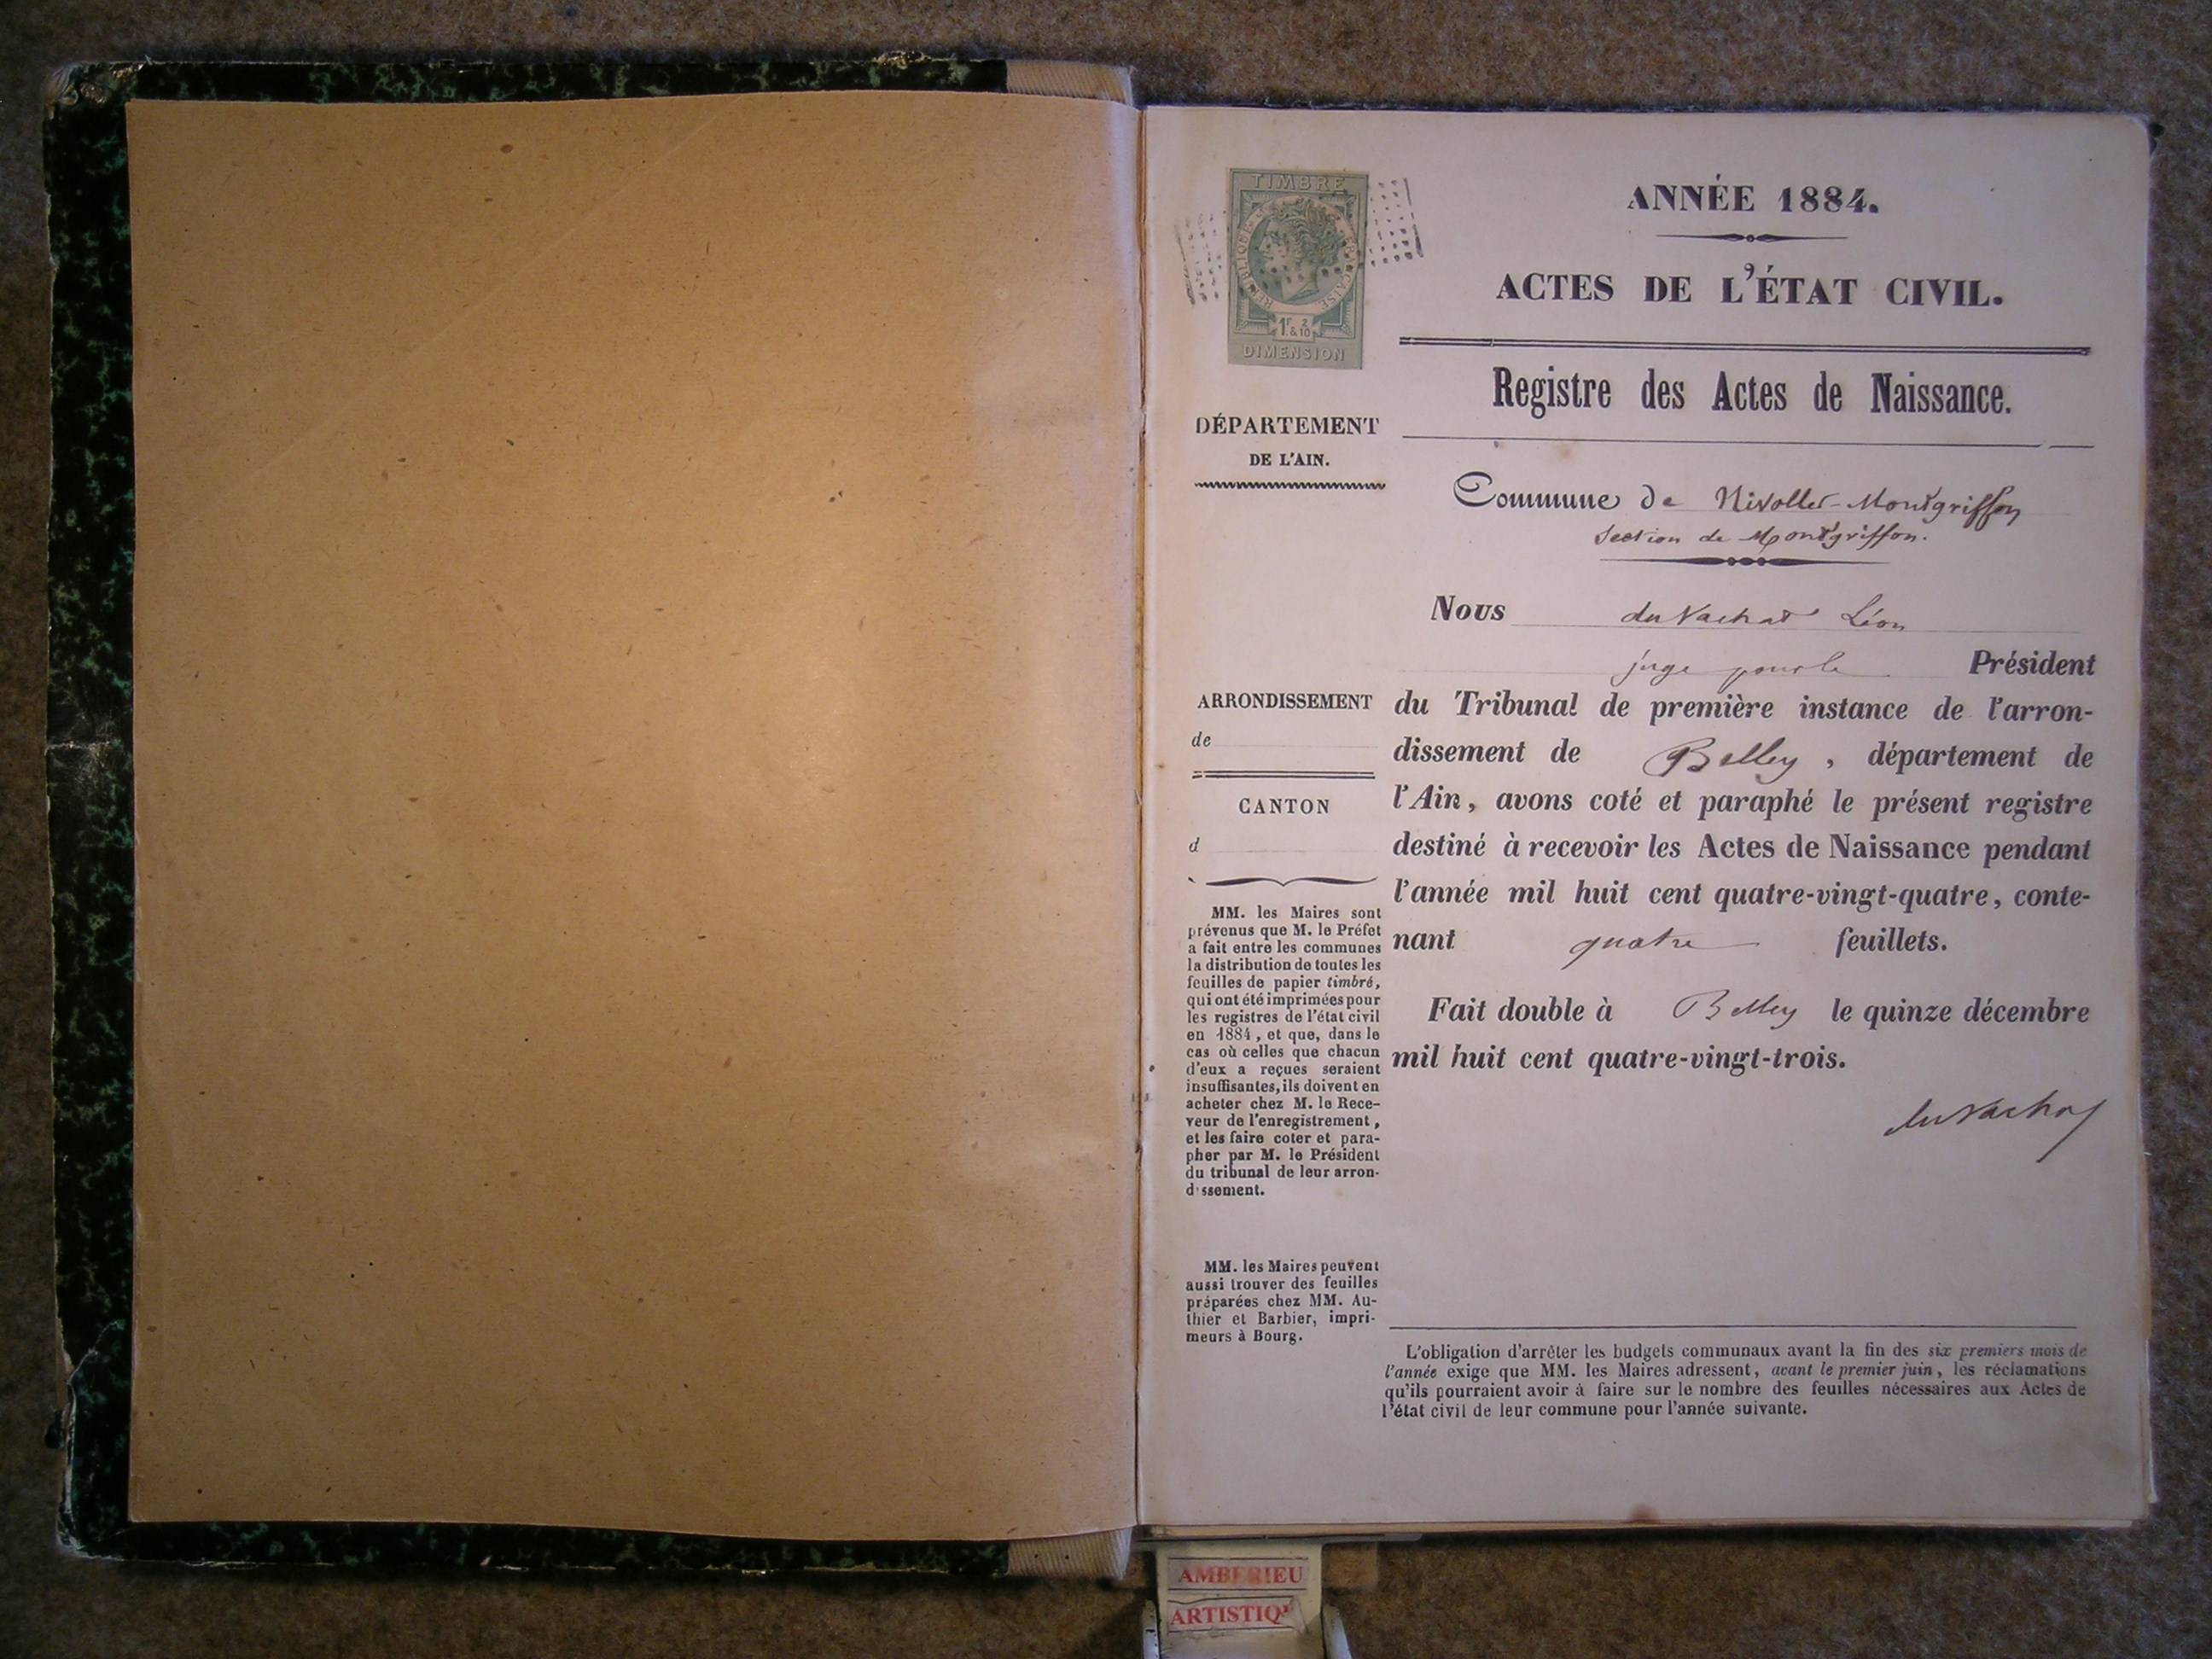 TIMBRE
RÉPUBLIQUE FRANÇAISE
1F & 2/10
DIMENSION
ANNÉE 1884.
ACTES DE L'ÉTAT CIVIL.
Registre des Actes de Naissance.
DÉPARTEMENT
DE L'AIN.
Commune de Nivollet-Montgriffon
Section de Montgriffon.
Nous du Vachat Léon
juge pour le Président
du Tribunal de première instance de l'arron-
dissement de Belley, département de
l'Ain, avons coté et paraphé le présent registre
destiné à recevoir les Actes de Naissance pendant
l'année mil huit cent quatre-vingt-quatre, conte-
nant quatre feuillets.
Fait double à Belley le quinze décembre
mil huit cent quatre-vingt-trois.
du Vachat
ARRONDISSEMENT
de
CANTON
d
MM. les Maires sont
prévenus que M. le Préfet
a fait entre les communes
la distribution de toutes les
feuilles de papier timbré,
qui ont été imprimées pour
les registres de l'état civil
en 1884, et que, dans le
cas où celles que chacun
d'eux a reçues seraient
insuffisantes, ils doivent en
acheter chez M. le Rece-
veur de l'enregistrement,
et les faire coter et para-
pher par M. le Président
du tribunal de leur arron-
dissement.
MM. les Maires peuvent
aussi trouver des feuilles
préparées chez MM. Au-
thier et Barbier, impri-
meurs à Bourg.
L'obligation d'arrêter les budgets communaux avant la fin des six premiers mois de
l'année exige que MM. les Maires adressent, avant le premier juin, les réclamations
qu'ils pourraient avoir à faire sur le nombre des feuilles nécessaires aux Actes de
l'état civil de leur commune pour l'année suivante.
AMBERIEU
ARTISTIQ